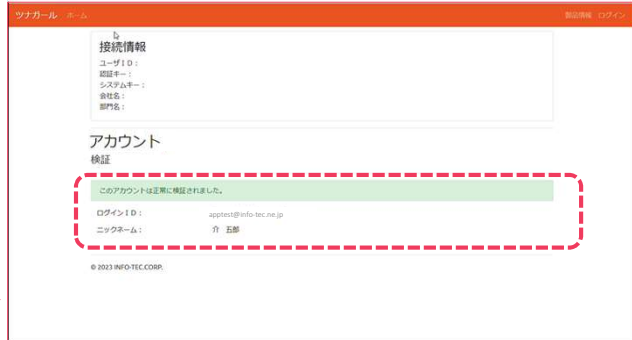 ツナガール ホーム 製品情報 ログイン
接続情報
ユーザID：
認証キー：
システムキー：
会社名：
部門名：
アカウント
検証
このアカウントは正常に検証されました。
ログインID： apptest@info-tec.ne.jp
ニックネーム： 介 五郎
© 2023 INFO-TEC.CORP.